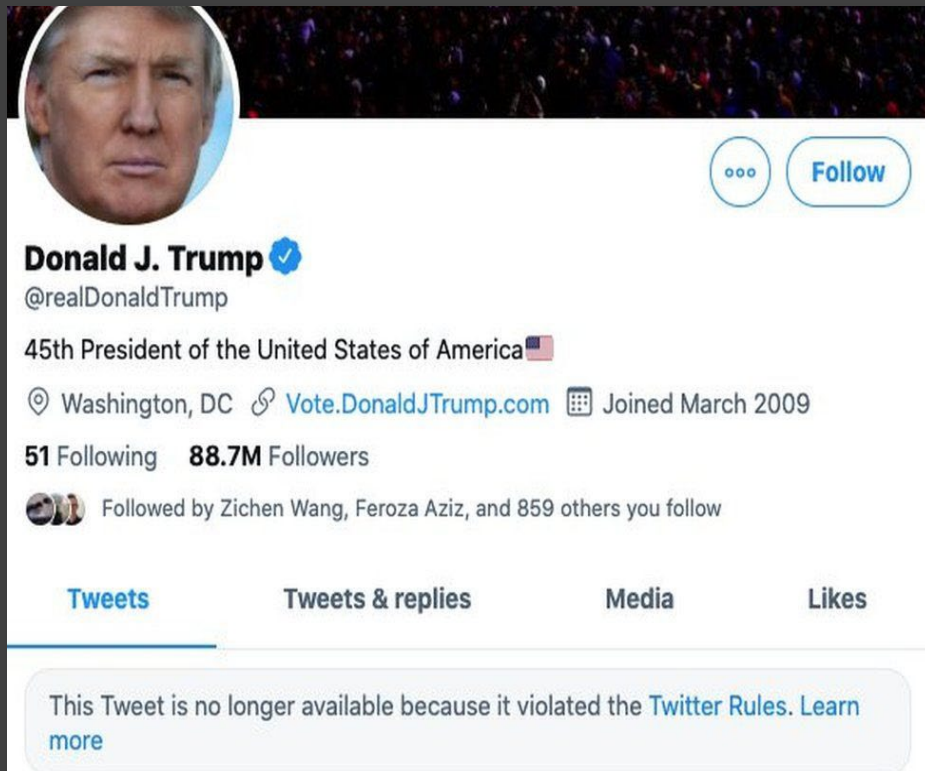 Follow
Donald J. Trump
@realDonaldTrump
45th President of the United States of America
Washington, DC Vote.DonaldJTrump.com Joined March 2009
51 Following 88.7M Followers
Followed by Zichen Wang, Feroza Aziz, and 859 others you follow
Tweets Tweets & replies Media Likes
This Tweet is no longer available because it violated the Twitter Rules. Learn
more